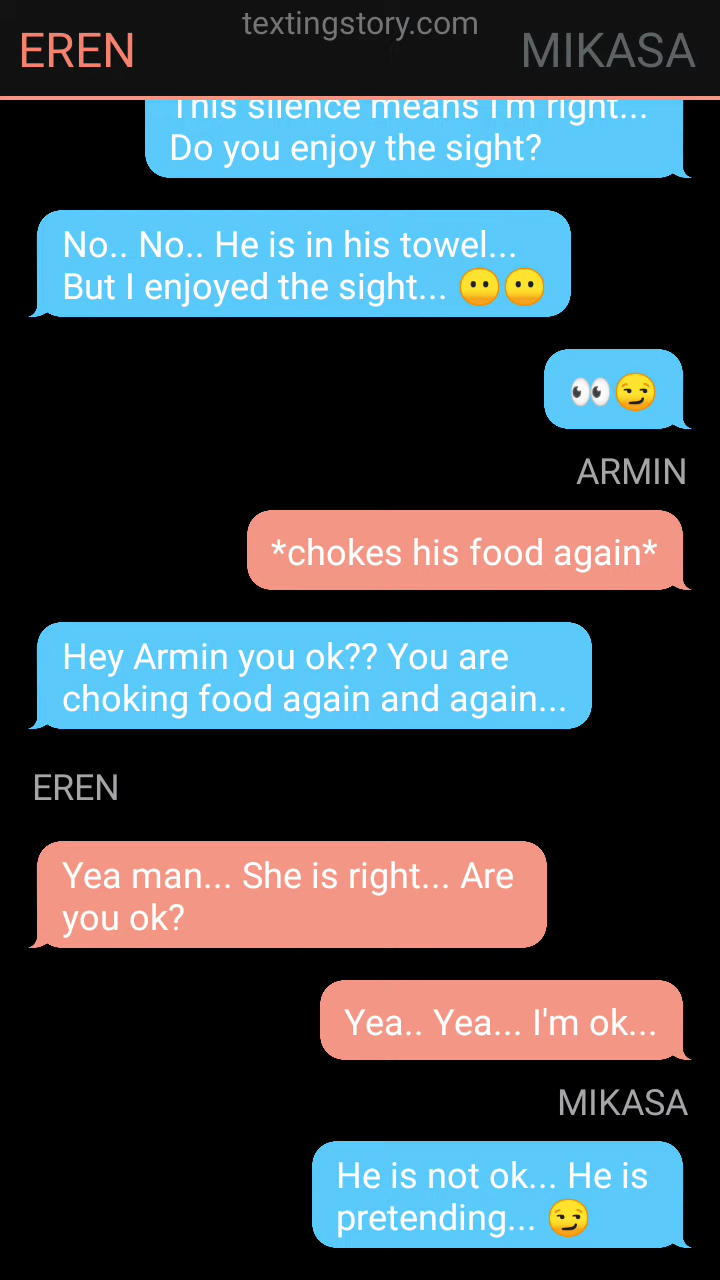 textingstory.com
EREN
MIKASA
This silence means I'm right...
Do you enjoy the sight?
No.. No.. He is in his towel...
But I enjoyed the sight... 😶😶
👀😏
ARMIN
*chokes his food again*
Hey Armin you ok?? You are
choking food again and again...
EREN
Yea man... She is right... Are
you ok?
Yea.. Yea... I'm ok...
MIKASA
He is not ok... He is
pretending... 😏